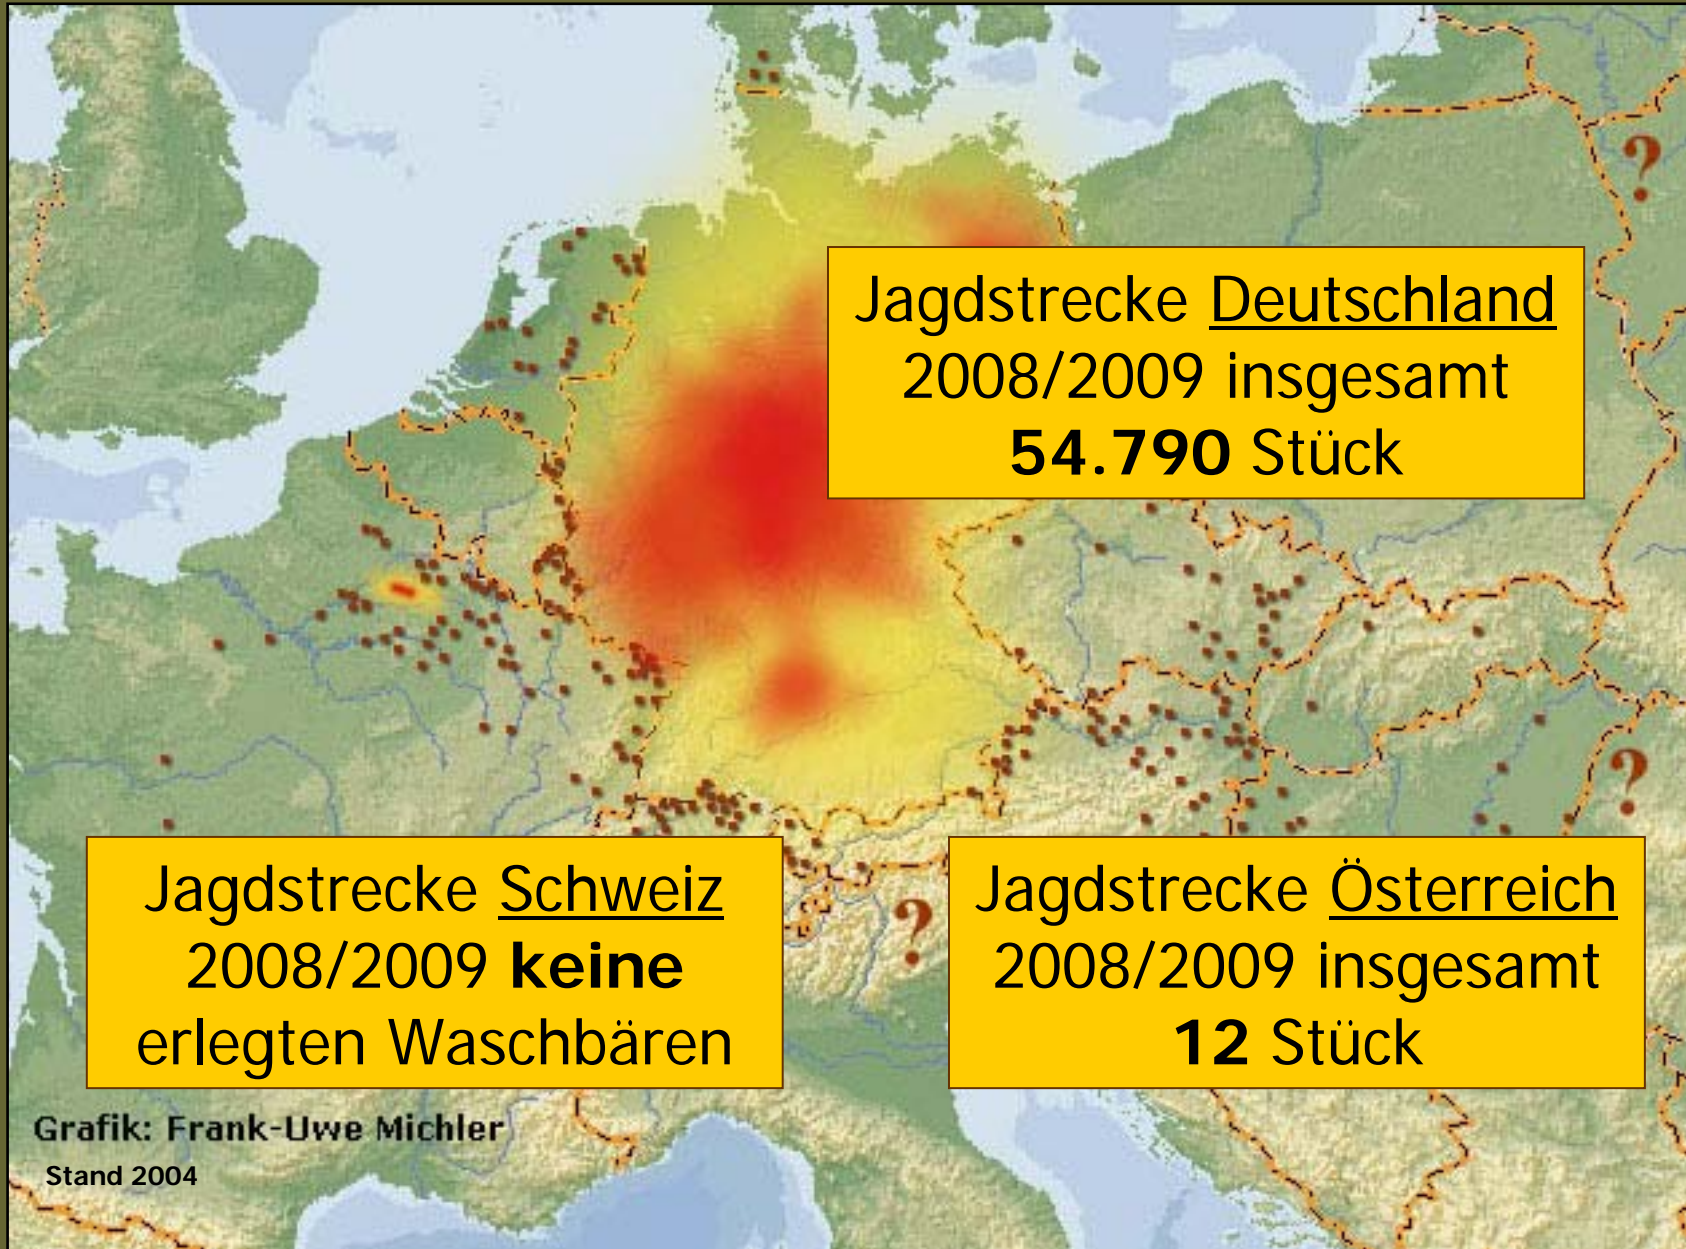 Jagdstrecke Deutschland
2008/2009 insgesamt
54.790 Stück
?
?
Jagdstrecke Schweiz
2008/2009 keine
erlegten Waschbären
?
Jagdstrecke Österreich
2008/2009 insgesamt
12 Stück
Grafik: Frank-Uwe Michler
Stand 2004